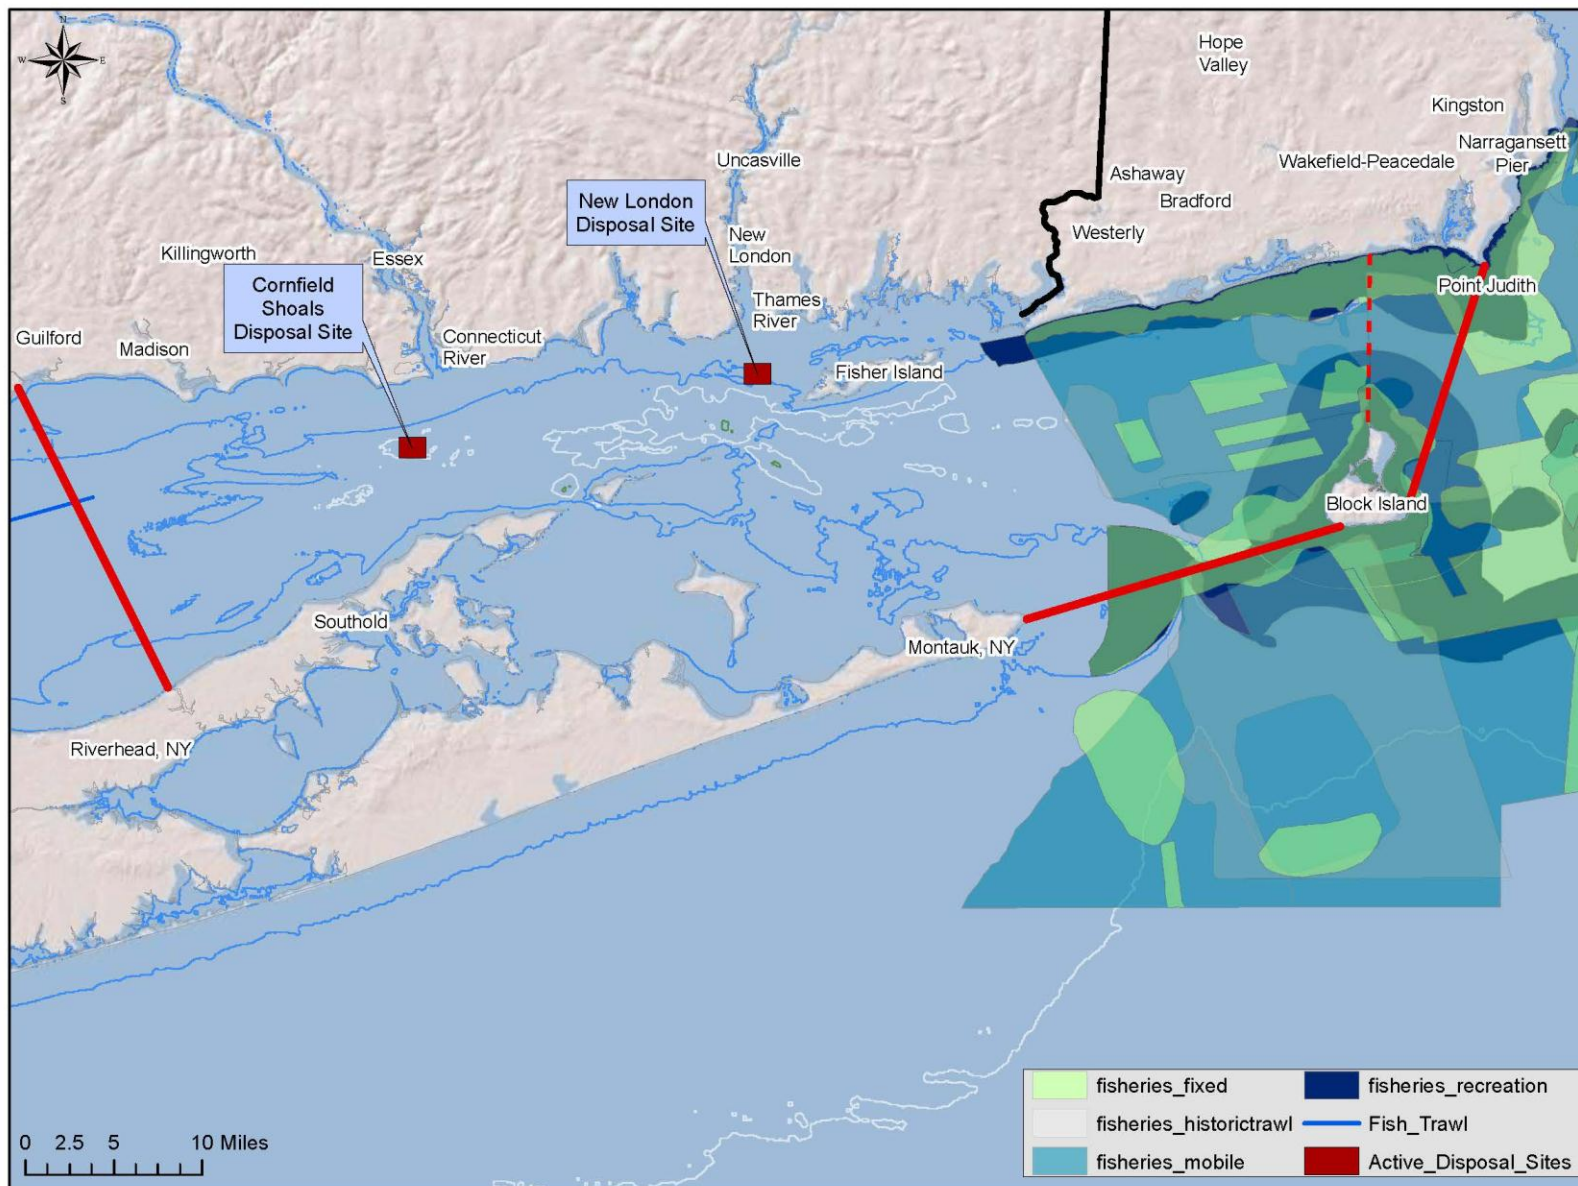 N
W
E
S
Hope
Valley
Kingston
Narragansett
Pier
Wakefield-Peacedale
Uncasville
Ashaway
Bradford
New London
Disposal Site
Westerly
Killingworth
Essex
New
London
Cornfield
Shoals
Disposal Site
Point Judith
Thames
River
Guilford
Madison
Connecticut
River
Fisher Island
Block Island
Southold
Montauk, NY
Riverhead, NY
fisheries_fixed
fisheries_historictrawl
fisheries_mobile
fisheries_recreation
Fish_Trawl
Active_Disposal_Sites
0 2.5 5 10 Miles